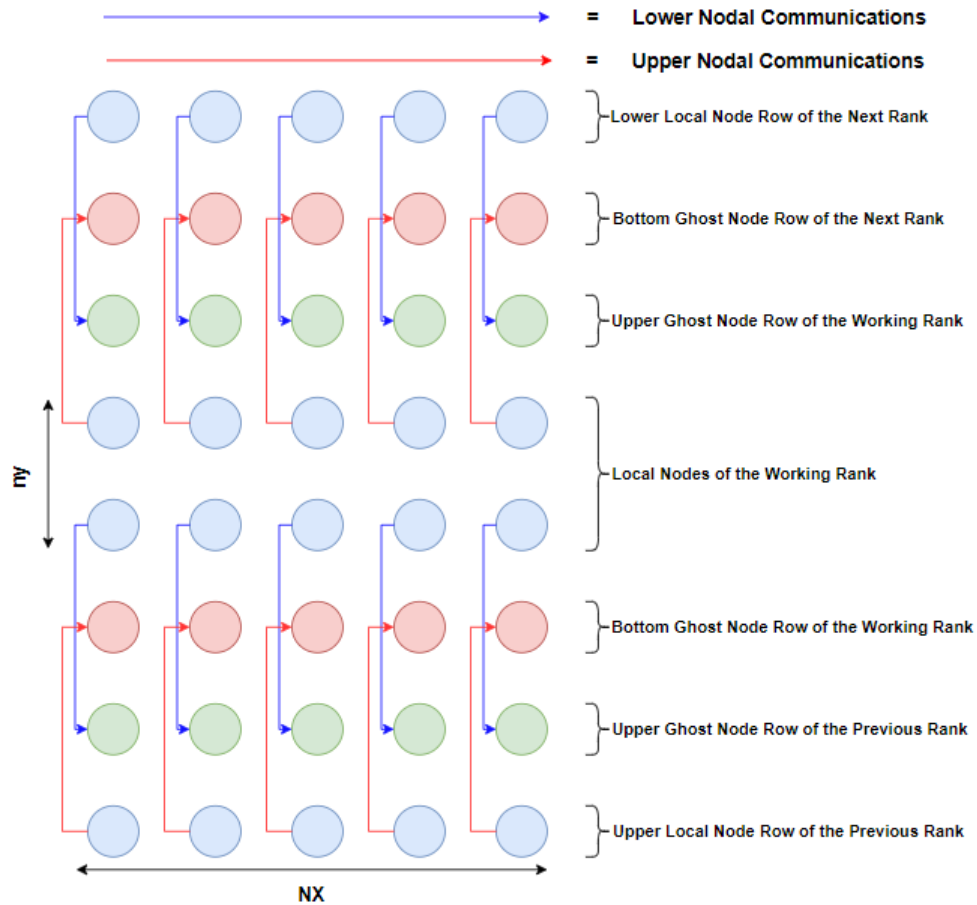 = Lower Nodal Communications
= Upper Nodal Communications
Lower Local Node Row of the Next Rank
Bottom Ghost Node Row of the Next Rank
Upper Ghost Node Row of the Working Rank
ny
Local Nodes of the Working Rank
Bottom Ghost Node Row of the Working Rank
Upper Ghost Node Row of the Previous Rank
Upper Local Node Row of the Previous Rank
NX